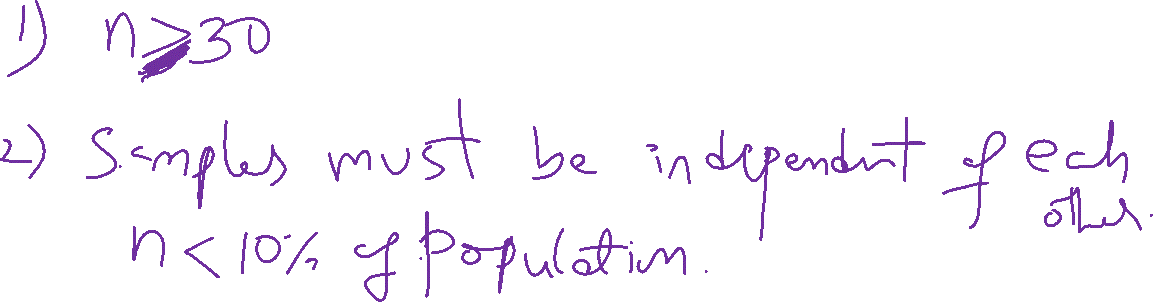 1) n ≥ 30
2) Samples must be independent of each other.
n < 10% of population.